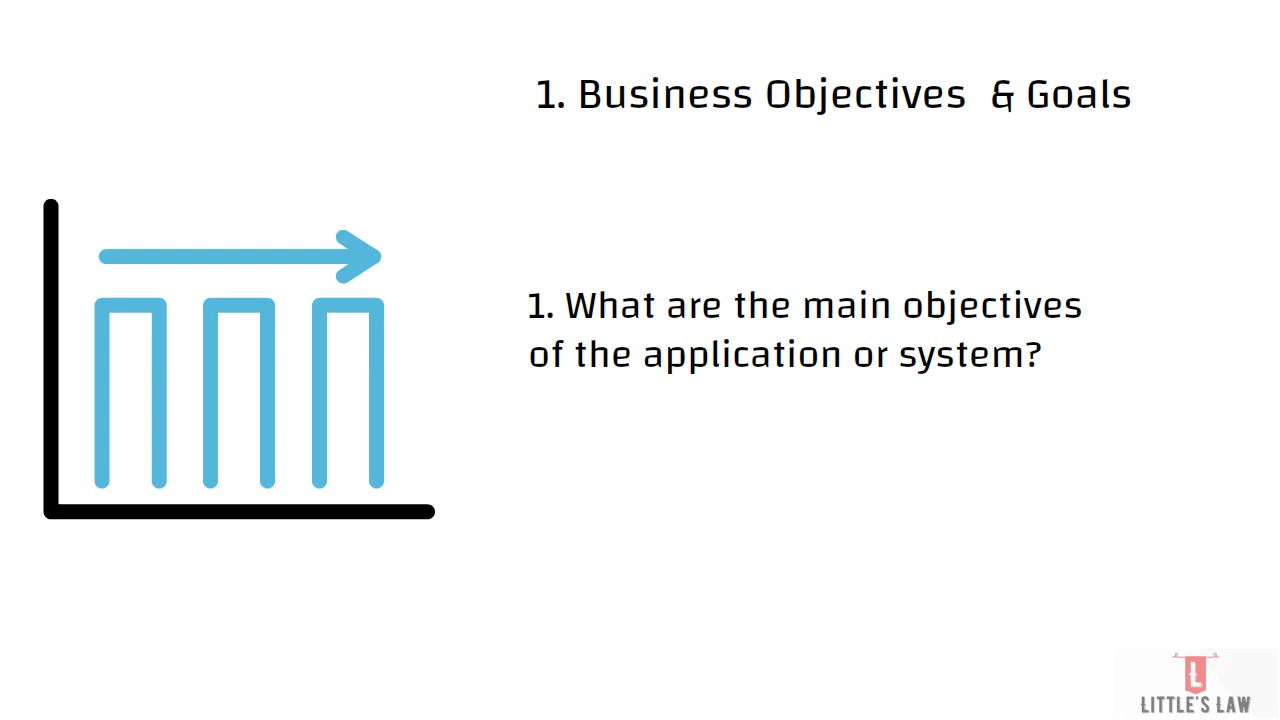 1. Business Objectives & Goals
1. What are the main objectives
of the application or system?
L
LITTLE'S LAW